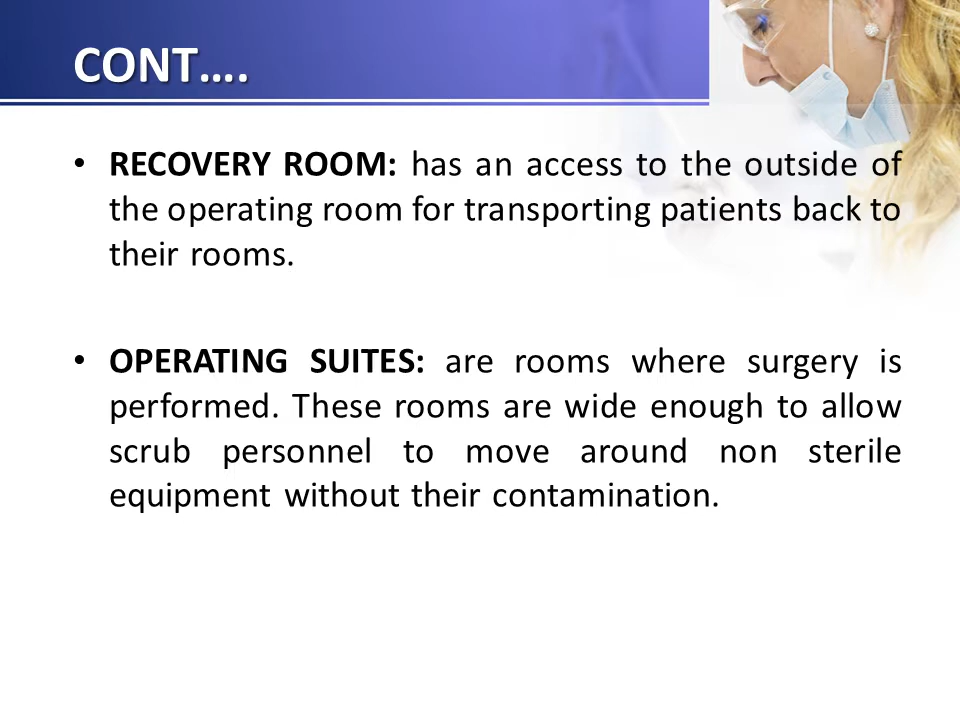 CONT....
• RECOVERY ROOM: has an access to the outside of
the operating room for transporting patients back to
their rooms.
• OPERATING SUITES: are rooms where surgery is
performed. These rooms are wide enough to allow
scrub personnel to move around non sterile
equipment without their contamination.